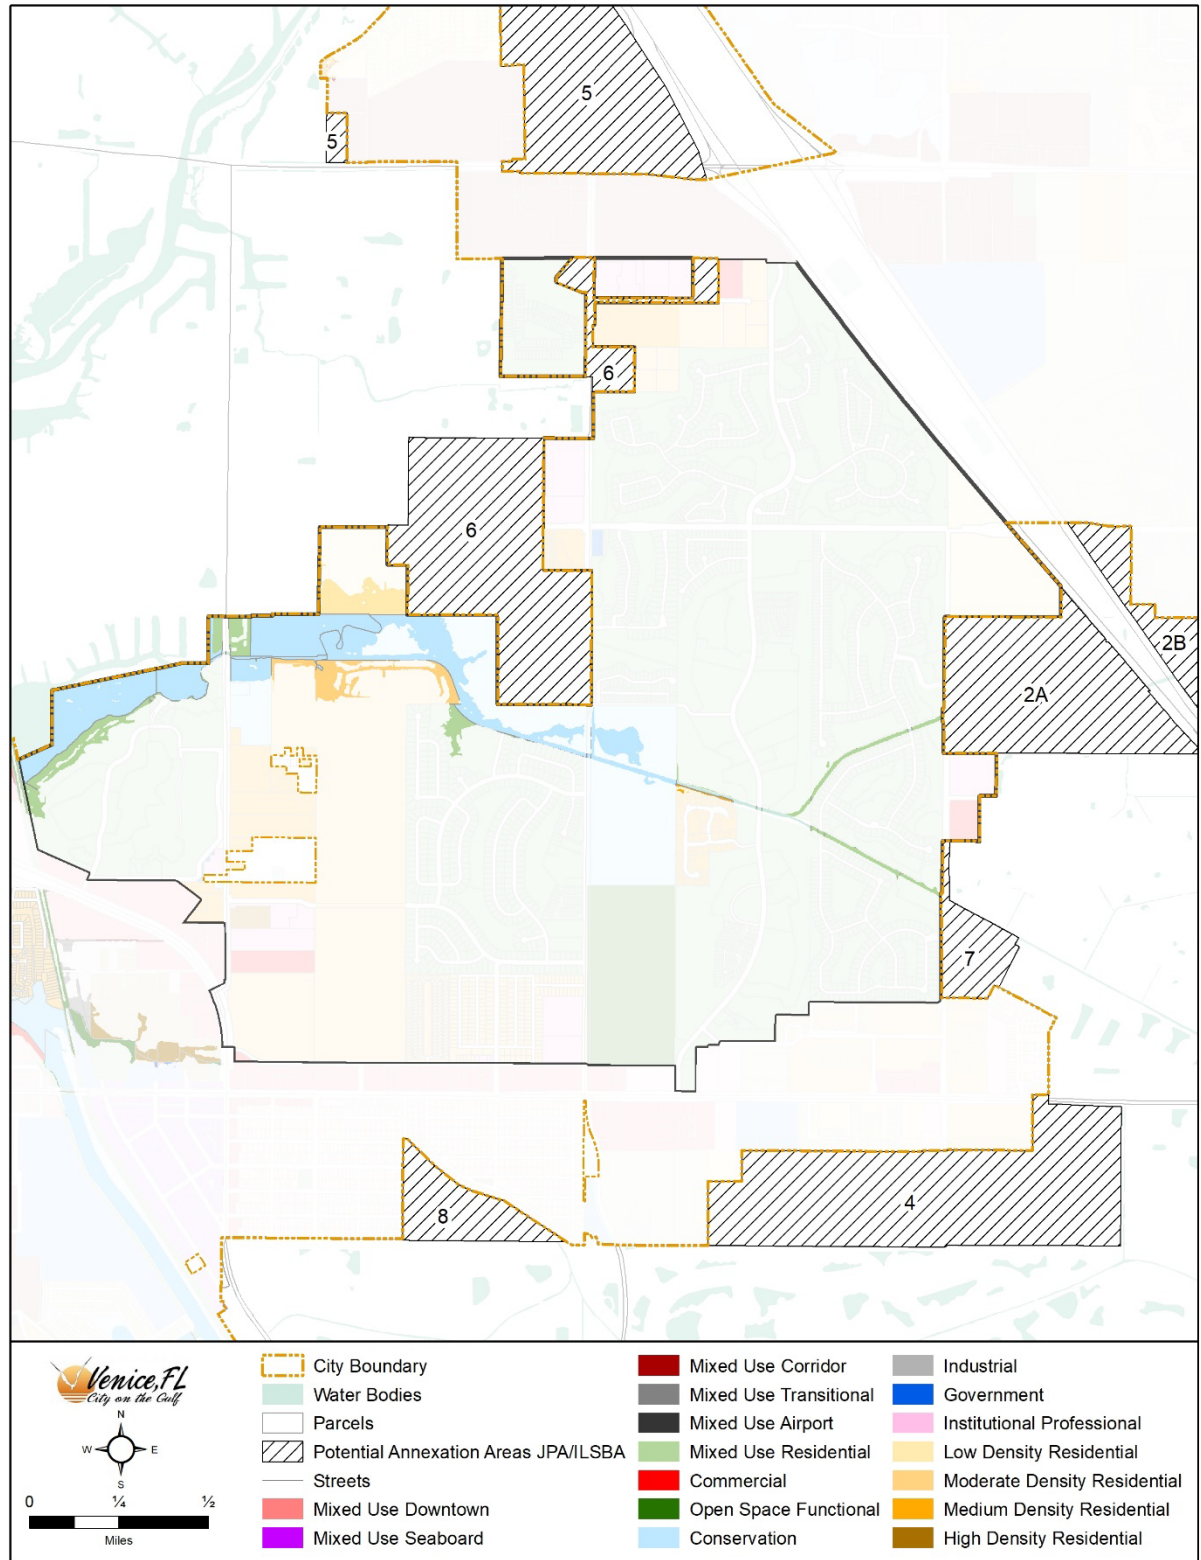 5
5
6
6
2B
2A
7
4
8
Venice, FL
City on the Gulf
N
W E
S
0 ¼ ½
Miles
City Boundary
Water Bodies
Parcels
Potential Annexation Areas JPA/ILSBA
Streets
Mixed Use Downtown
Mixed Use Seaboard
Mixed Use Corridor
Mixed Use Transitional
Mixed Use Airport
Mixed Use Residential
Commercial
Open Space Functional
Conservation
Industrial
Government
Institutional Professional
Low Density Residential
Moderate Density Residential
Medium Density Residential
High Density Residential